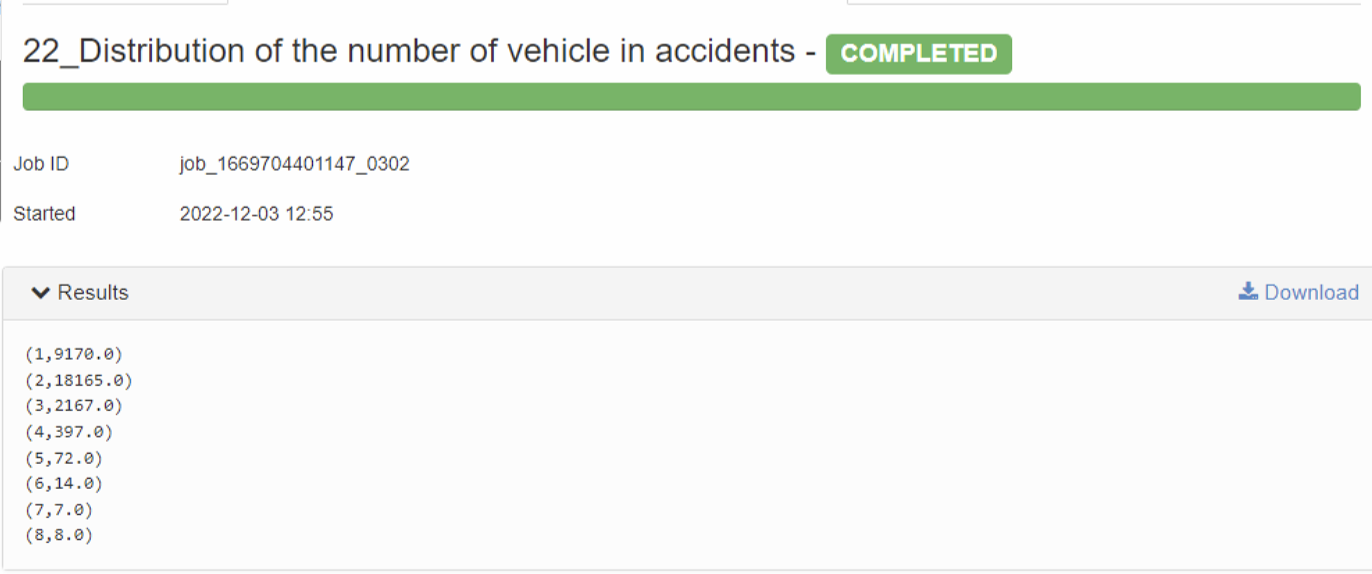 22_Distribution of the number of vehicle in accidents - COMPLETED
Job ID job_1669704401147_0302
Started 2022-12-03 12:55
Results Download
(1,9170.0)
(2,18165.0)
(3,2167.0)
(4,397.0)
(5,72.0)
(6,14.0)
(7,7.0)
(8,8.0)